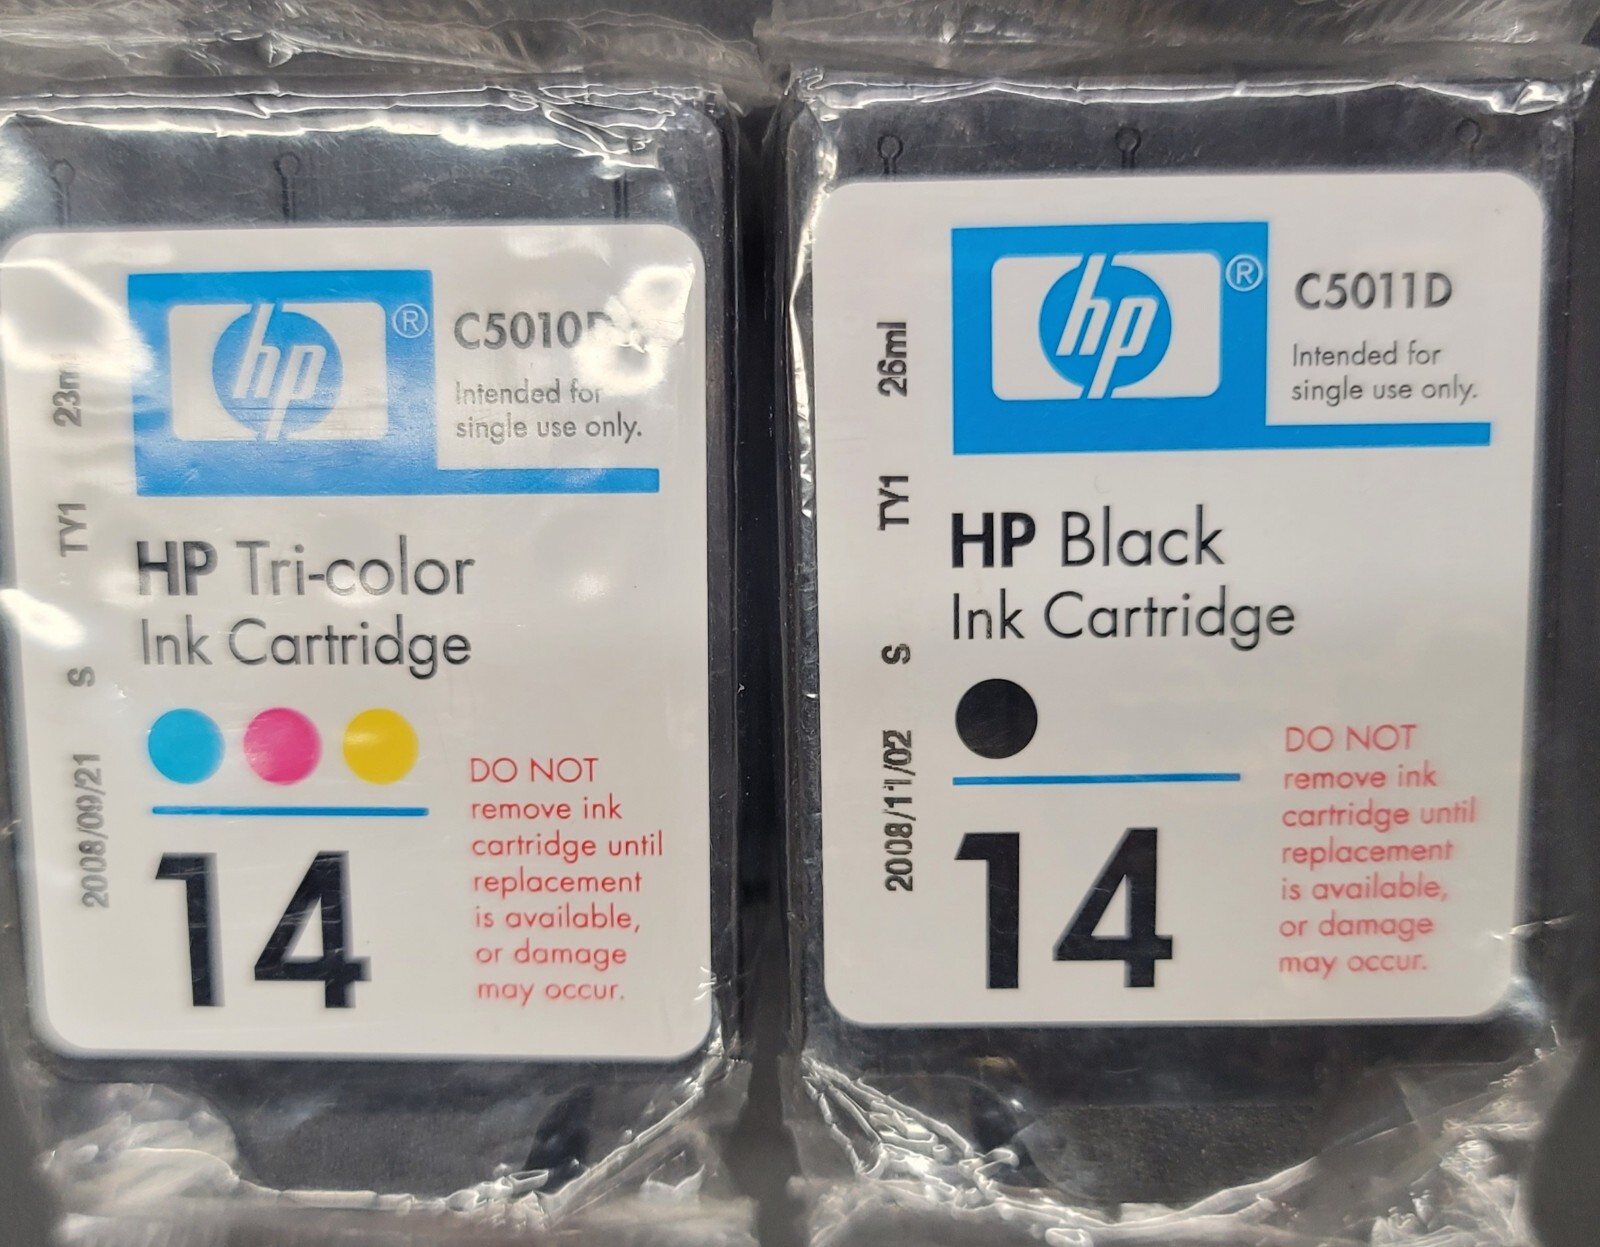 hp®
C5010D
Intended for
single use only.
HP Tri-color
Ink Cartridge
14
DO NOT
remove ink
cartridge until
replacement
is available,
or damage
may occur.
2008/09/21 S TY1
hp®
C5011D
Intended for
single use only.
HP Black
Ink Cartridge
14
DO NOT
remove ink
cartridge until
replacement
is available,
or damage
may occur.
2008/11/02 S TY1 26ml